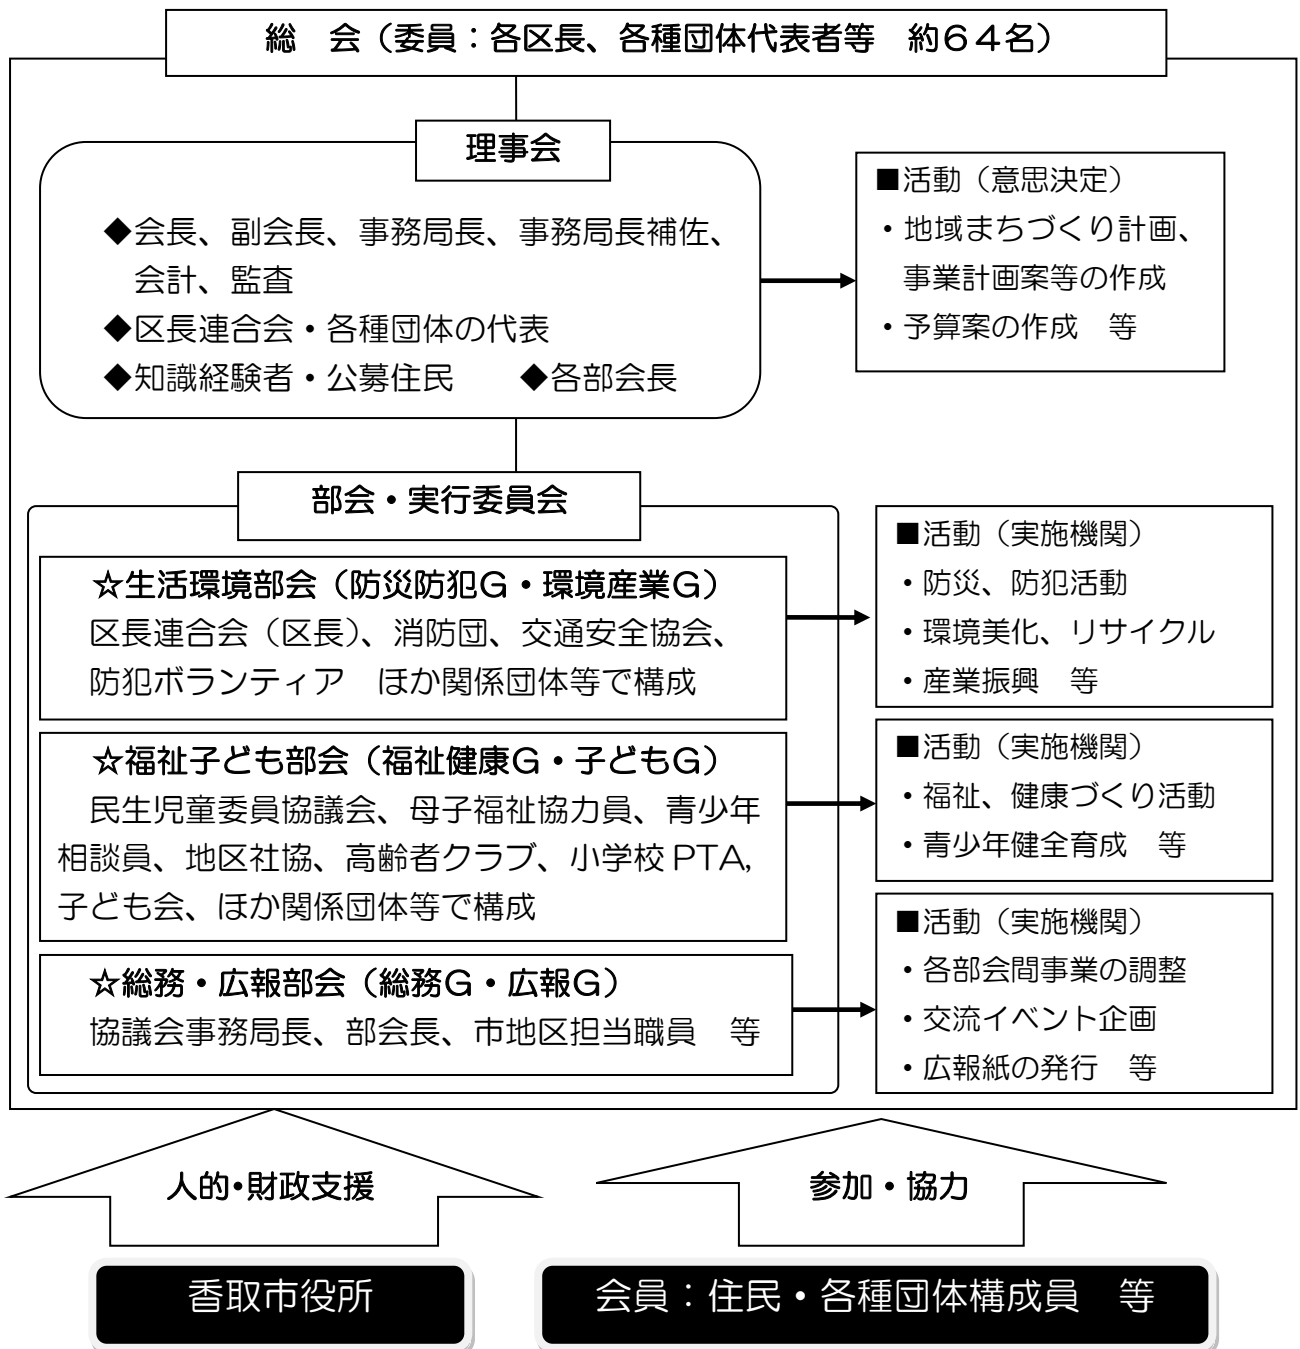 総　会（委員：各区長、各種団体代表者等　約６４名）
理事会
◆会長、副会長、事務局長、事務局長補佐、
会計、監査
◆区長連合会・各種団体の代表
◆知識経験者・公募住民　　◆各部会長
■活動（意思決定）
・地域まちづくり計画、
事業計画案等の作成
・予算案の作成　等
部会・実行委員会
☆生活環境部会（防災防犯Ｇ・環境産業Ｇ）
区長連合会（区長）、消防団、交通安全協会、
防犯ボランティア　ほか関係団体等で構成
■活動（実施機関）
・防災、防犯活動
・環境美化、リサイクル
・産業振興　等
☆福祉子ども部会（福祉健康Ｇ・子どもＧ）
民生児童委員協議会、母子福祉協力員、青少年
相談員、地区社協、高齢者クラブ、小学校 PTA,
子ども会、ほか関係団体等で構成
■活動（実施機関）
・福祉、健康づくり活動
・青少年健全育成　等
☆総務・広報部会（総務Ｇ・広報Ｇ）
協議会事務局長、部会長、市地区担当職員　等
■活動（実施機関）
・各部会間事業の調整
・交流イベント企画
・広報紙の発行　等
人的・財政支援
参加・協力
香取市役所
会員：住民・各種団体構成員　等